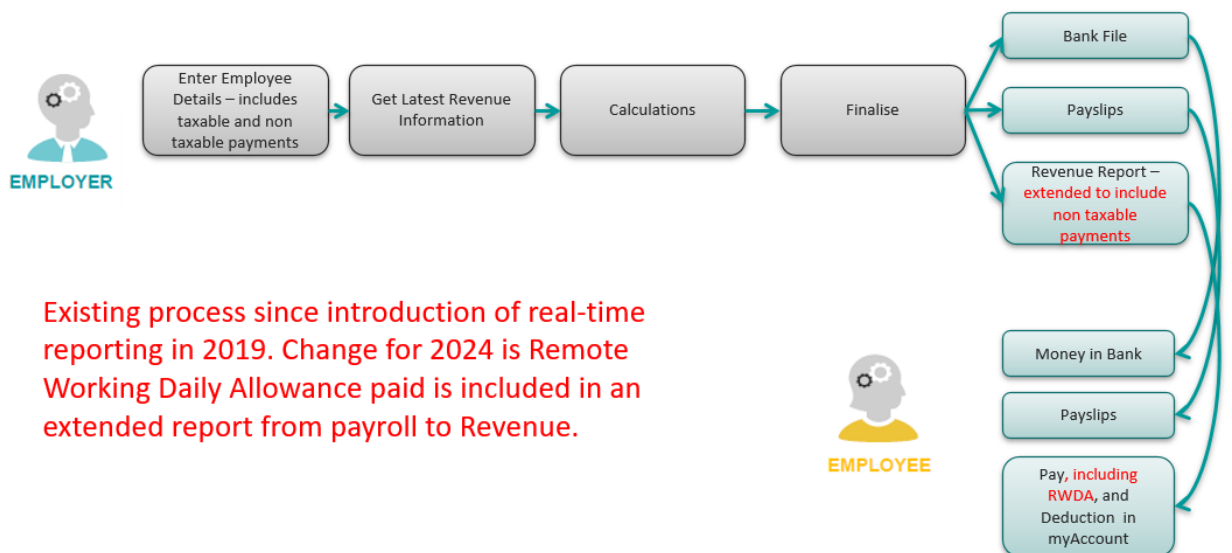 EMPLOYER
Enter Employee
Details – includes
taxable and non
taxable payments
Get Latest Revenue
Information
Calculations
Finalise
Bank File
Payslips
Revenue Report –
extended to include
non taxable
payments
Existing process since introduction of real-time
reporting in 2019. Change for 2024 is Remote
Working Daily Allowance paid is included in an
extended report from payroll to Revenue.
EMPLOYEE
Money in Bank
Payslips
Pay, including
RWDA, and
Deduction in
myAccount